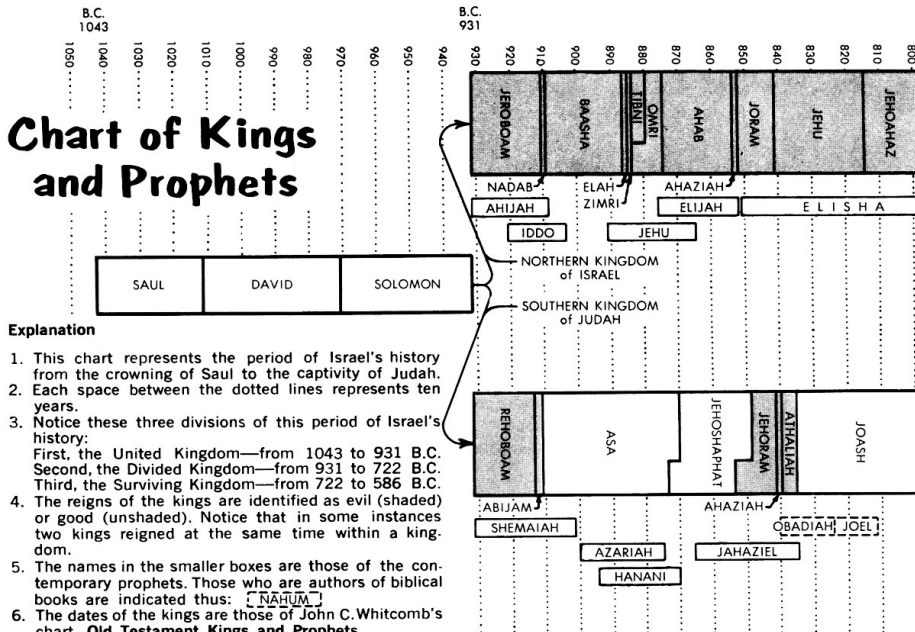 B.C.
1043
B.C.
931
1050
1040
1030
1020
1010
1000
990
980
970
960
950
940
930
920
910
900
890
880
870
860
850
840
830
820
810
800
Chart of Kings
and Prophets
JEROBOAM
BAASHA
TIBNI
OMRI
AHAB
JORAM
JEHU
JEHOAHAZ
NADAB
ELAH
ZIMRI
AHAZIAH
AHIJAH
IDDO
JEHU
ELIJAH
ELISHA
NORTHERN KINGDOM
of ISRAEL
SAUL
DAVID
SOLOMON
SOUTHERN KINGDOM
of JUDAH
Explanation
1. This chart represents the period of Israel's history
from the crowning of Saul to the captivity of Judah.
2. Each space between the dotted lines represents ten
years.
3. Notice these three divisions of this period of Israel's
history:
First, the United Kingdom—from 1043 to 931 B.C.
Second, the Divided Kingdom—from 931 to 722 B.C.
Third, the Surviving Kingdom—from 722 to 586 B.C.
4. The reigns of the kings are identified as evil (shaded)
or good (unshaded). Notice that in some instances
two kings reigned at the same time within a king-
dom.
5. The names in the smaller boxes are those of the con-
temporary prophets. Those who are authors of biblical
books are indicated thus: NAHUM
6. The dates of the kings are those of John C. Whitcomb's
chart, Old Testament Kings and Prophets
REHOBOAM
ASA
JEHOSHAPHAT
JEHORAM
ATHALIAH
JOASH
ABIJAM
AHAZIAH
SHEMAIAH
OBADIAH
JOEL
AZARIAH
JAHAZIEL
HANANI